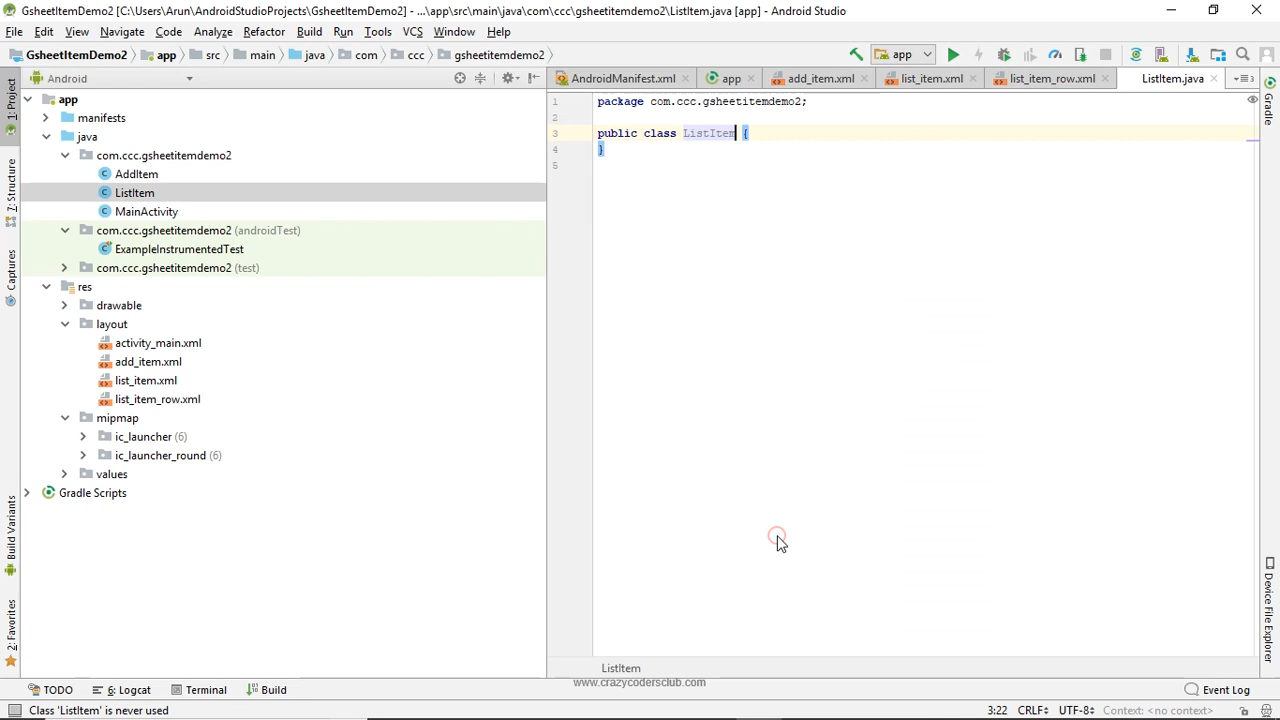 GsheetItemDemo2 [C:\Users\Arun\AndroidStudioProjects\GsheetItemDemo2] - ...\app\src\main\java\com\ccc\gsheetitemdemo2\ListItem.java [app] - Android Studio
File Edit View Navigate Code Analyze Refactor Build Run Tools VCS Window Help
GsheetItemDemo2 app src main java com ccc gsheetitemdemo2 app
Android
AndroidManifest.xml app add_item.xml list_item.xml list_item_row.xml ListItem.java
1: Project
Z: Structure
Captures
Build Variants
2: Favorites
app
manifests
java
com.ccc.gsheetitemdemo2
AddItem
ListItem
MainActivity
com.ccc.gsheetitemdemo2 (androidTest)
ExampleInstrumentedTest
com.ccc.gsheetitemdemo2 (test)
res
drawable
layout
activity_main.xml
add_item.xml
list_item.xml
list_item_row.xml
mipmap
ic_launcher (6)
ic_launcher_round (6)
values
Gradle Scripts
1 package com.ccc.gsheetitemdemo2;
2
3 public class ListItem {
4 }
5
Gradle
Device File Explorer
ListItem
www.crazycodersclub.com
TODO 6: Logcat Terminal Build Event Log
Class 'ListItem' is never used 3:22 CRLF÷ UTF-8÷ Context: <no context>